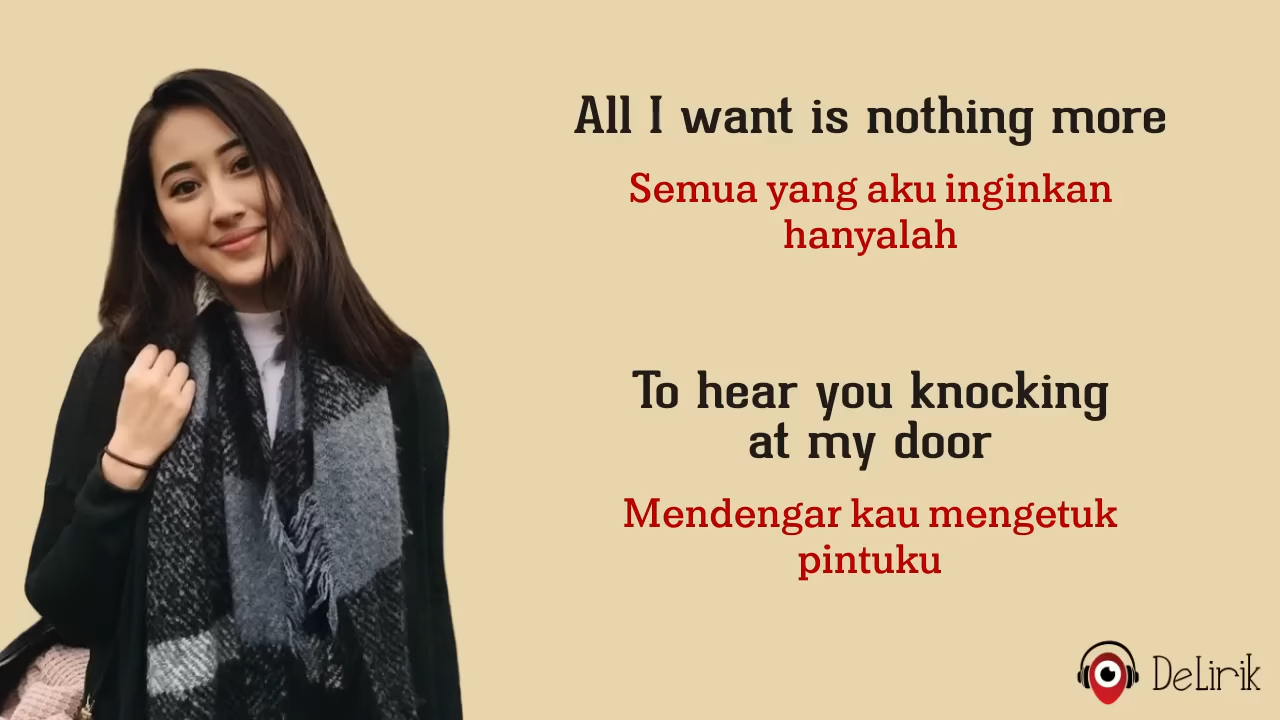 All I want is nothing more
Semua yang aku inginkan
hanyalah
To hear you knocking
at my door
Mendengar kau mengetuk
pintuku
DeLirik